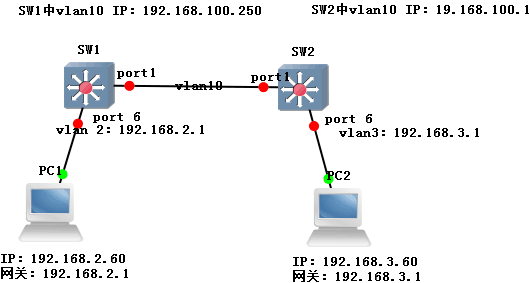 SW1中vlan10 IP: 192.168.100.250
SW2中vlan10 IP: 19.168.100.1
SW1
SW2
port1
vlan10
port1
port 6
vlan 2: 192.168.2.1
port 6
vlan3: 192.168.3.1
PC1
PC2
IP: 192.168.2.60
网关: 192.168.2.1
IP: 192.168.3.60
网关: 192.168.3.1